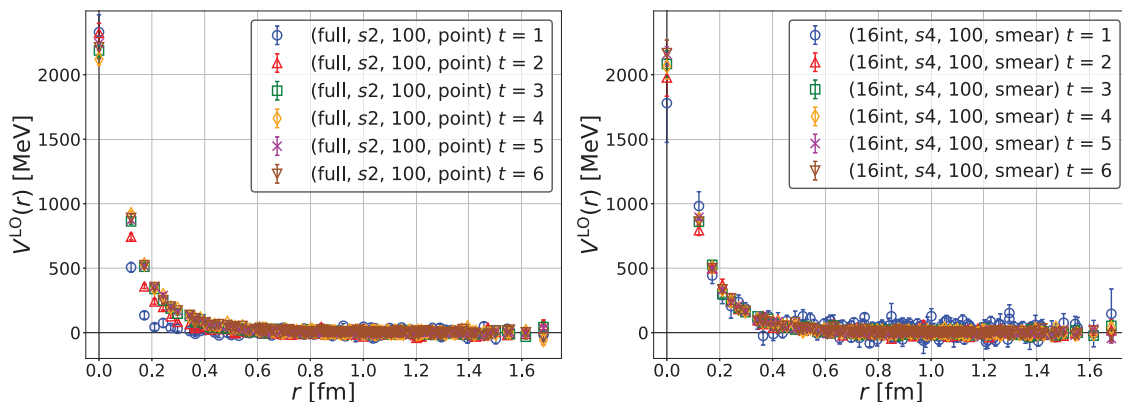 (full, s2, 100, point) t = 1
(full, s2, 100, point) t = 2
(full, s2, 100, point) t = 3
(full, s2, 100, point) t = 4
(full, s2, 100, point) t = 5
(full, s2, 100, point) t = 6
V^LO(r) [MeV]
2000
1500
1000
500
0
0.0 0.2 0.4 0.6 0.8 1.0 1.2 1.4 1.6
r [fm]
(16int, s4, 100, smear) t = 1
(16int, s4, 100, smear) t = 2
(16int, s4, 100, smear) t = 3
(16int, s4, 100, smear) t = 4
(16int, s4, 100, smear) t = 5
(16int, s4, 100, smear) t = 6
V^LO(r) [MeV]
2000
1500
1000
500
0
0.0 0.2 0.4 0.6 0.8 1.0 1.2 1.4 1.6
r [fm]